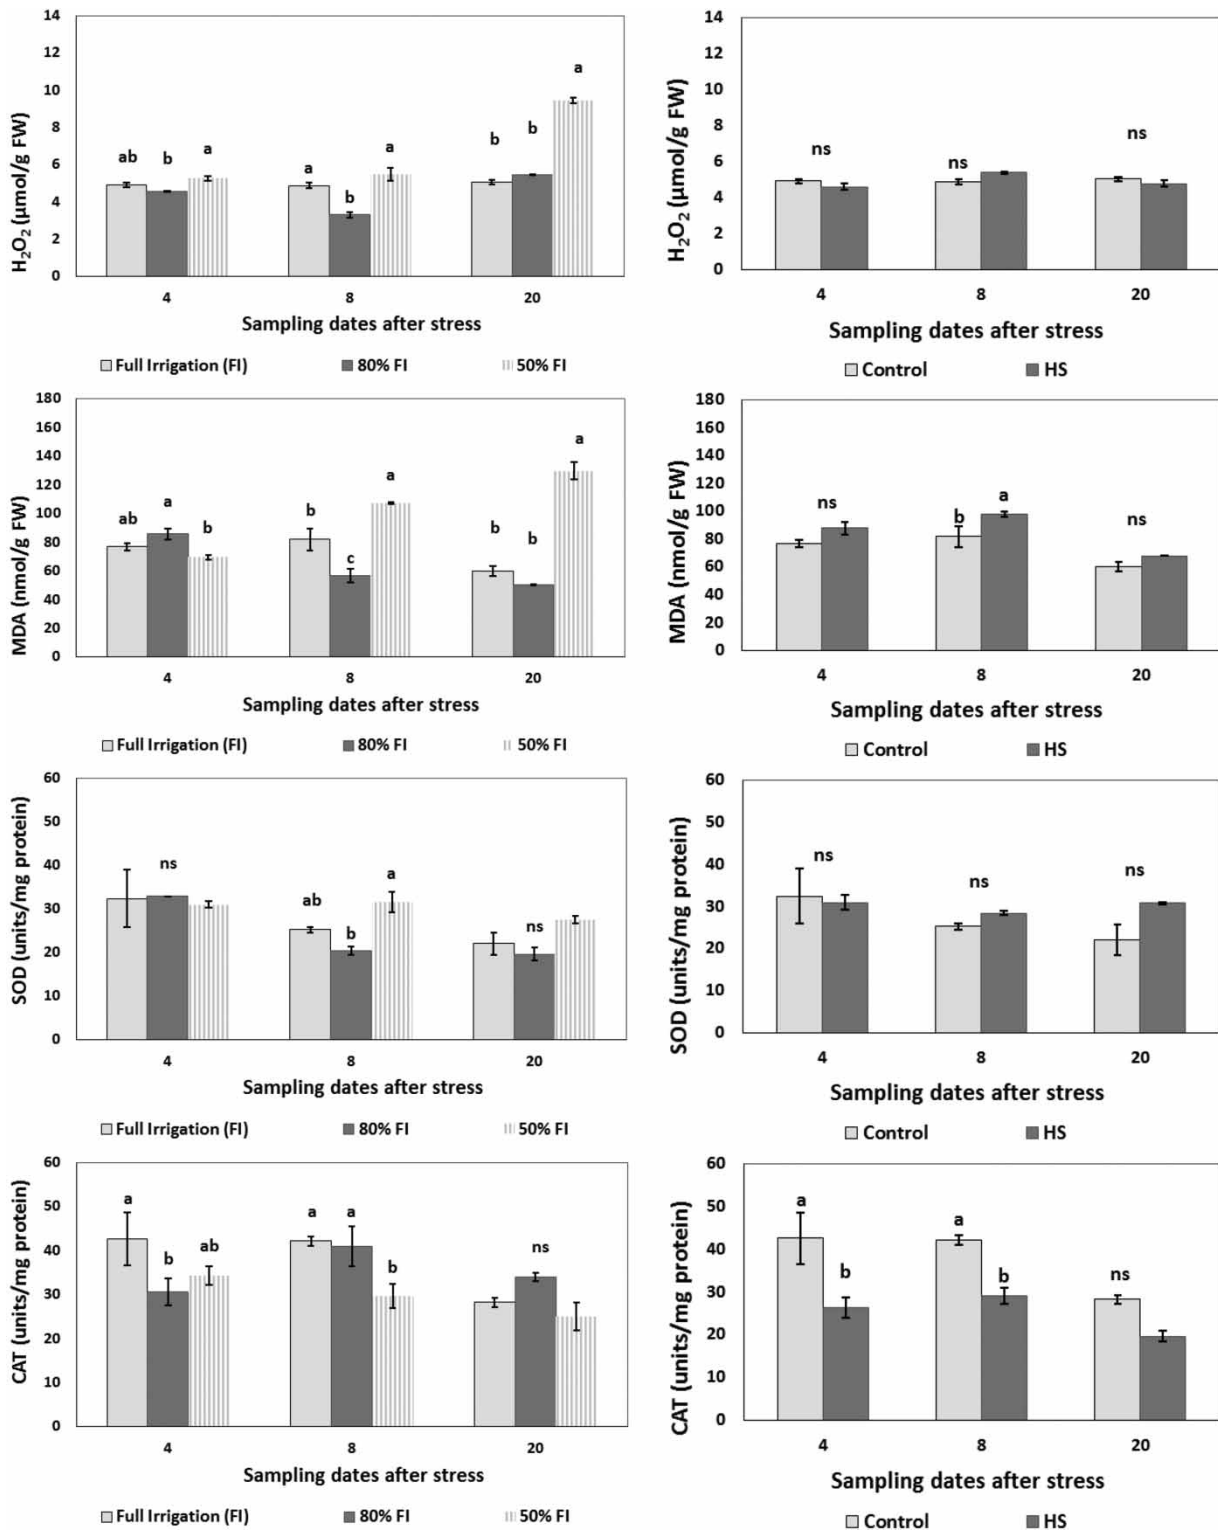 H₂O₂ (μmol/g FW)
14
12
10
8
6
4
2
0
ab b a
a b a
b b a
4 8 20
Sampling dates after stress
Full Irrigation (FI) 80% FI 50% FI
H₂O₂ (μmol/g FW)
14
12
10
8
6
4
2
0
ns ns ns
4 8 20
Sampling dates after stress
Control HS
MDA (nmol/g FW)
180
160
140
120
100
80
60
40
20
0
ab a b
b c a
b b a
4 8 20
Sampling dates after stress
Full Irrigation (FI) 80% FI 50% FI
MDA (nmol/g FW)
180
160
140
120
100
80
60
40
20
0
ns b a ns
4 8 20
Sampling dates after stress
Control HS
SOD (units/mg protein)
60
50
40
30
20
10
0
ns
ab b a
ns
4 8 20
Sampling dates after stress
Full Irrigation (FI) 80% FI 50% FI
SOD (units/mg protein)
60
50
40
30
20
10
0
ns ns ns
4 8 20
Sampling dates after stress
Control HS
CAT (units/mg protein)
60
50
40
30
20
10
0
a b ab
a a b
ns
4 8 20
Sampling dates after stress
Full Irrigation (FI) 80% FI 50% FI
CAT (units/mg protein)
60
50
40
30
20
10
0
a b a b ns
4 8 20
Sampling dates after stress
Control HS